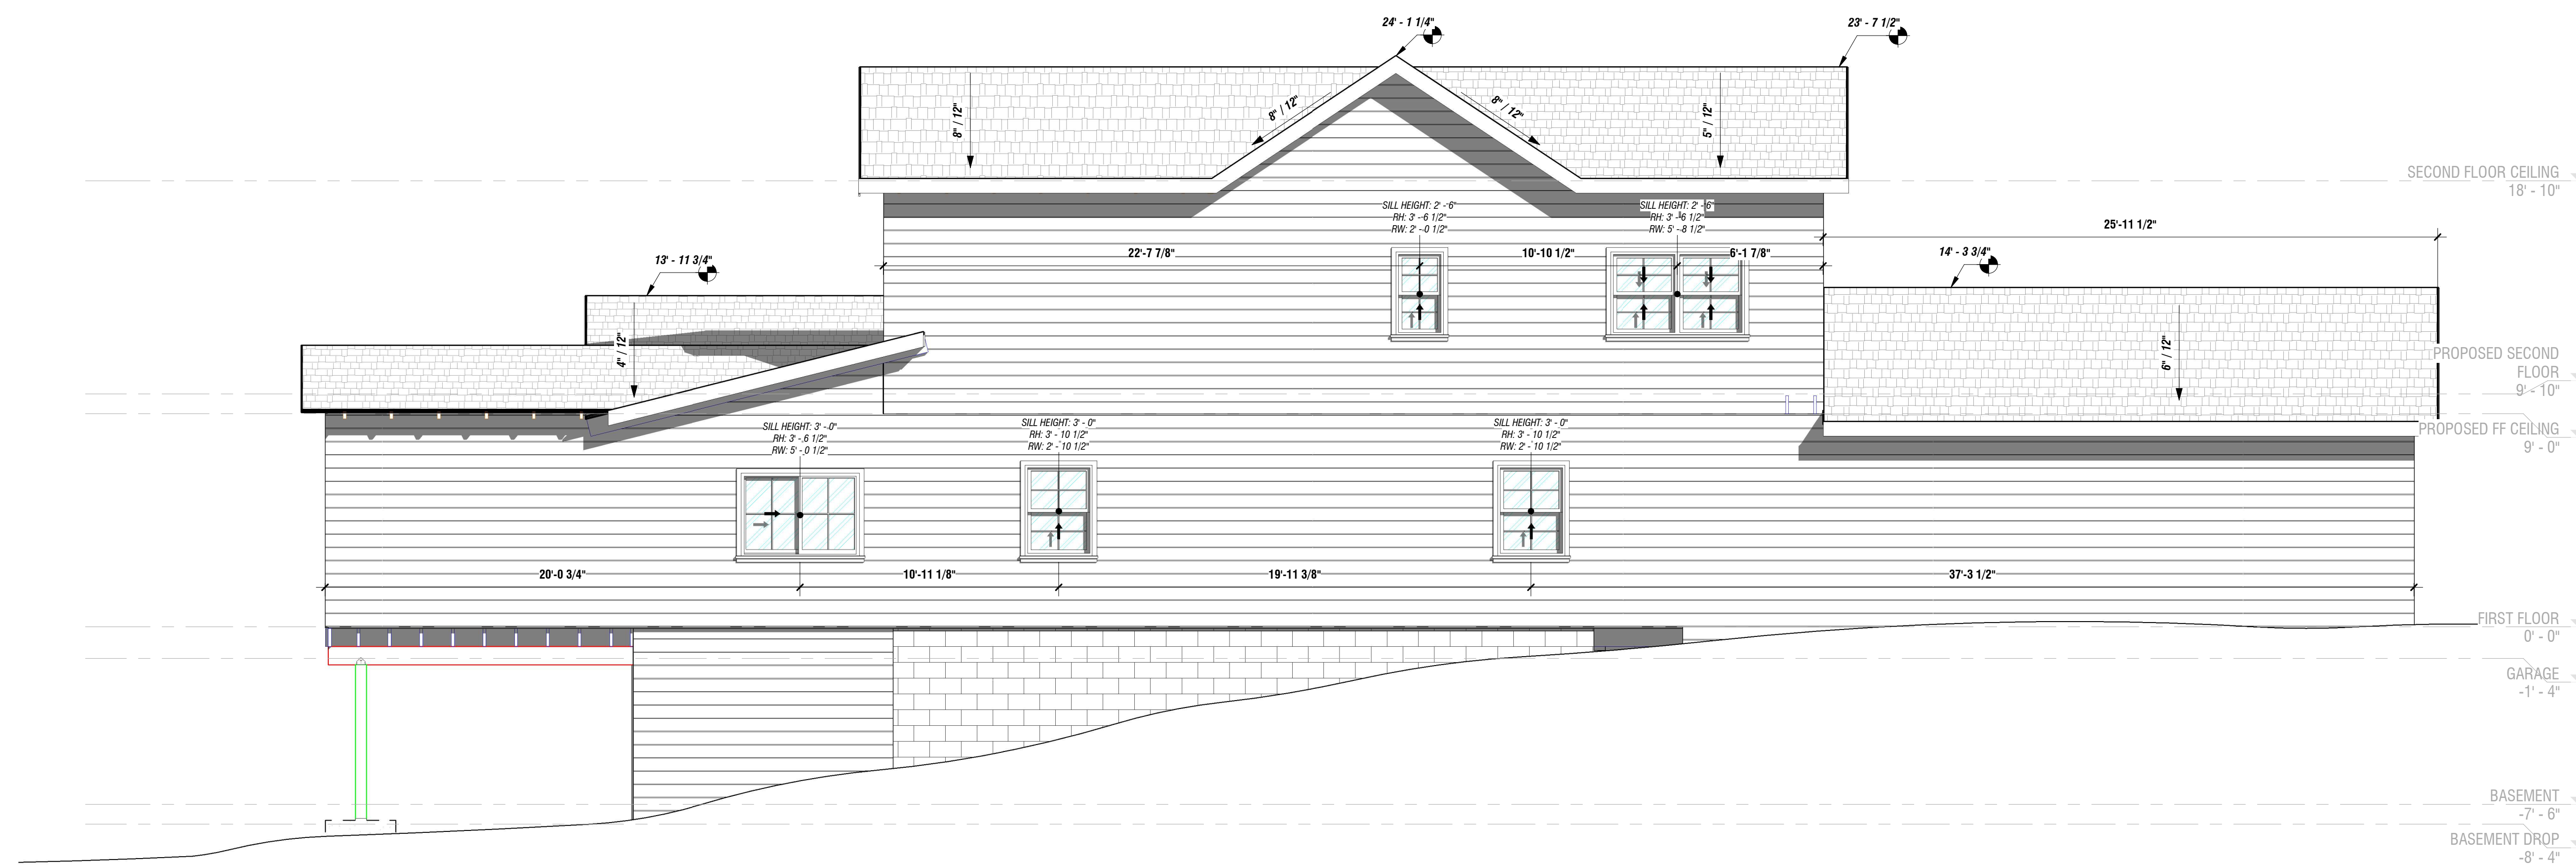 24' - 1 1/4"
23' - 7 1/2"
8" / 12"
8" / 12"
8" / 12"
5" / 12"
SECOND FLOOR CEILING
18' - 10"
SILL HEIGHT: 2' - 6"
RH: 3' - 6 1/2"
RW: 2' - 0 1/2"
SILL HEIGHT: 2' - 6"
RH: 3' - 6 1/2"
RW: 5' - 8 1/2"
25'-11 1/2"
22'-7 7/8"
10'-10 1/2"
6'-1 7/8"
13' - 11 3/4"
14' - 3 3/4"
4" / 12"
6" / 12"
PROPOSED SECOND
FLOOR
9' - 10"
PROPOSED FF CEILING
9' - 0"
SILL HEIGHT: 3' - 0"
RH: 3' - 6 1/2"
RW: 5' - 0 1/2"
SILL HEIGHT: 3' - 0"
RH: 3' - 10 1/2"
RW: 2' - 10 1/2"
SILL HEIGHT: 3' - 0"
RH: 3' - 10 1/2"
RW: 2' - 10 1/2"
20'-0 3/4"
10'-11 1/8"
19'-11 3/8"
37'-3 1/2"
FIRST FLOOR
0' - 0"
GARAGE
-1' - 4"
BASEMENT
-7' - 6"
BASEMENT DROP
-8' - 4"